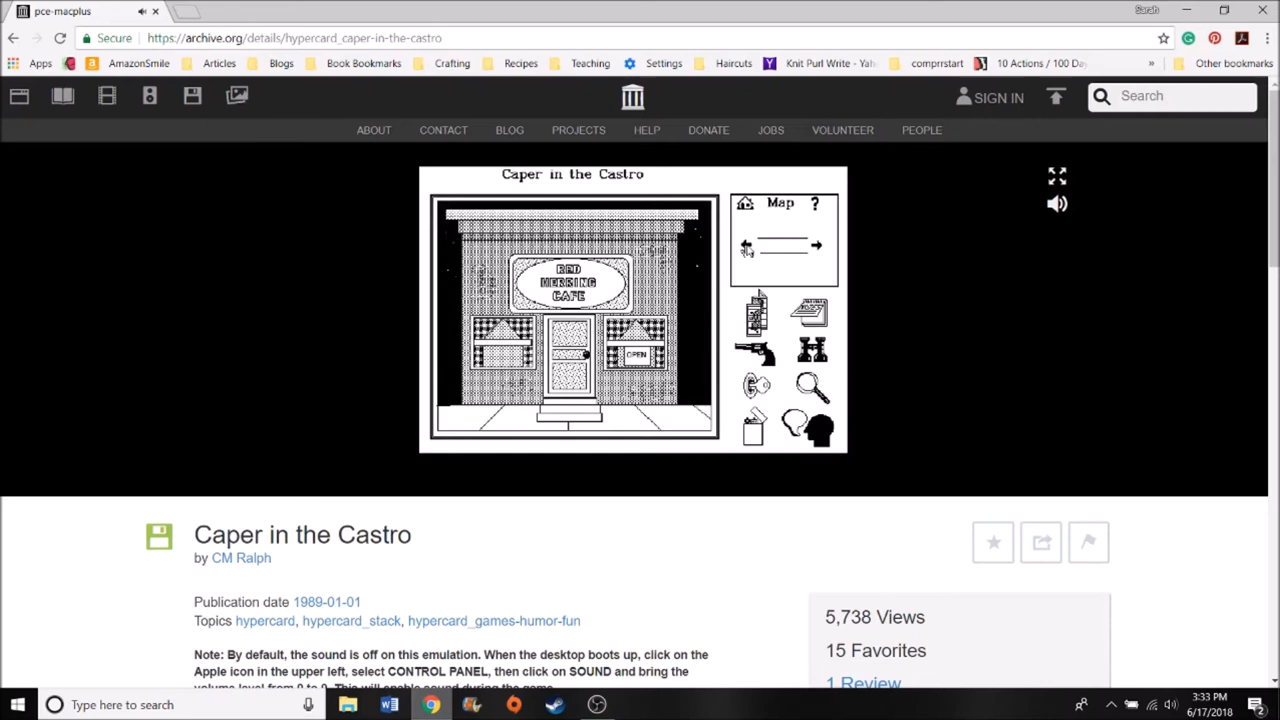 pce-macplus
Sarah
Secure
https://archive.org/details/hypercard_caper-in-the-castro
Apps AmazonSmile Articles Blogs Book Bookmarks Crafting Recipes Teaching Settings Haircuts Knit Purl Write - Yah comprrstart 10 Actions / 100 Day » Other bookmarks
SIGN IN Search
ABOUT CONTACT BLOG PROJECTS HELP DONATE JOBS VOLUNTEER PEOPLE
Caper in the Castro
Map ?
RED
HERRING
CAFE
OPEN
Caper in the Castro
by CM Ralph
Publication date 1989-01-01
Topics hypercard, hypercard_stack, hypercard_games-humor-fun
5,738 Views
15 Favorites
1 Review
Note: By default, the sound is off on this emulation. When the desktop boots up, click on the
Apple icon in the upper left, select CONTROL PANEL, then click on SOUND and bring the
Type here to search
3:33 PM
6/17/2018
2